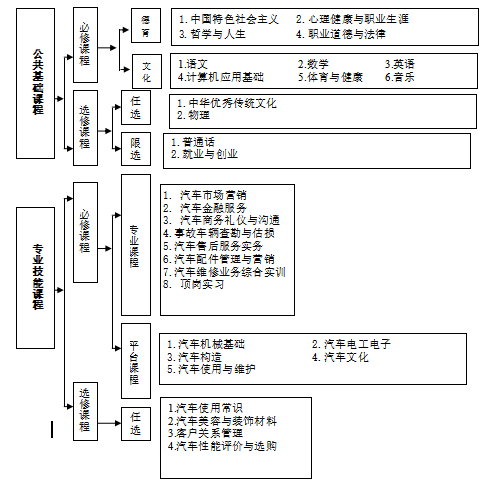 公共基础课程
必修课程
德育
1.中国特色社会主义 2.心理健康与职业生涯
3.哲学与人生 4.职业道德与法律
文化
1.语文 2.数学 3.英语
4.计算机应用基础 5.体育与健康 6.音乐
选修课程
任选
1.中华优秀传统文化
2.物理
限选
1.普通话
2.就业与创业
专业技能课程
必修课程
专业课程
1. 汽车市场营销
2. 汽车金融服务
3. 汽车商务礼仪与沟通
4.事故车辆查勘与估损
5.汽车售后服务实务
6.汽车配件管理与营销
7.汽车维修业务综合实训
8. 顶岗实习
平台课程
1.汽车机械基础 2.汽车电工电子
3.汽车构造 4.汽车文化
5.汽车使用与维护
选修课程
任选
1.汽车使用常识
2.汽车美容与装饰材料
3.客户关系管理
4.汽车性能评价与选购